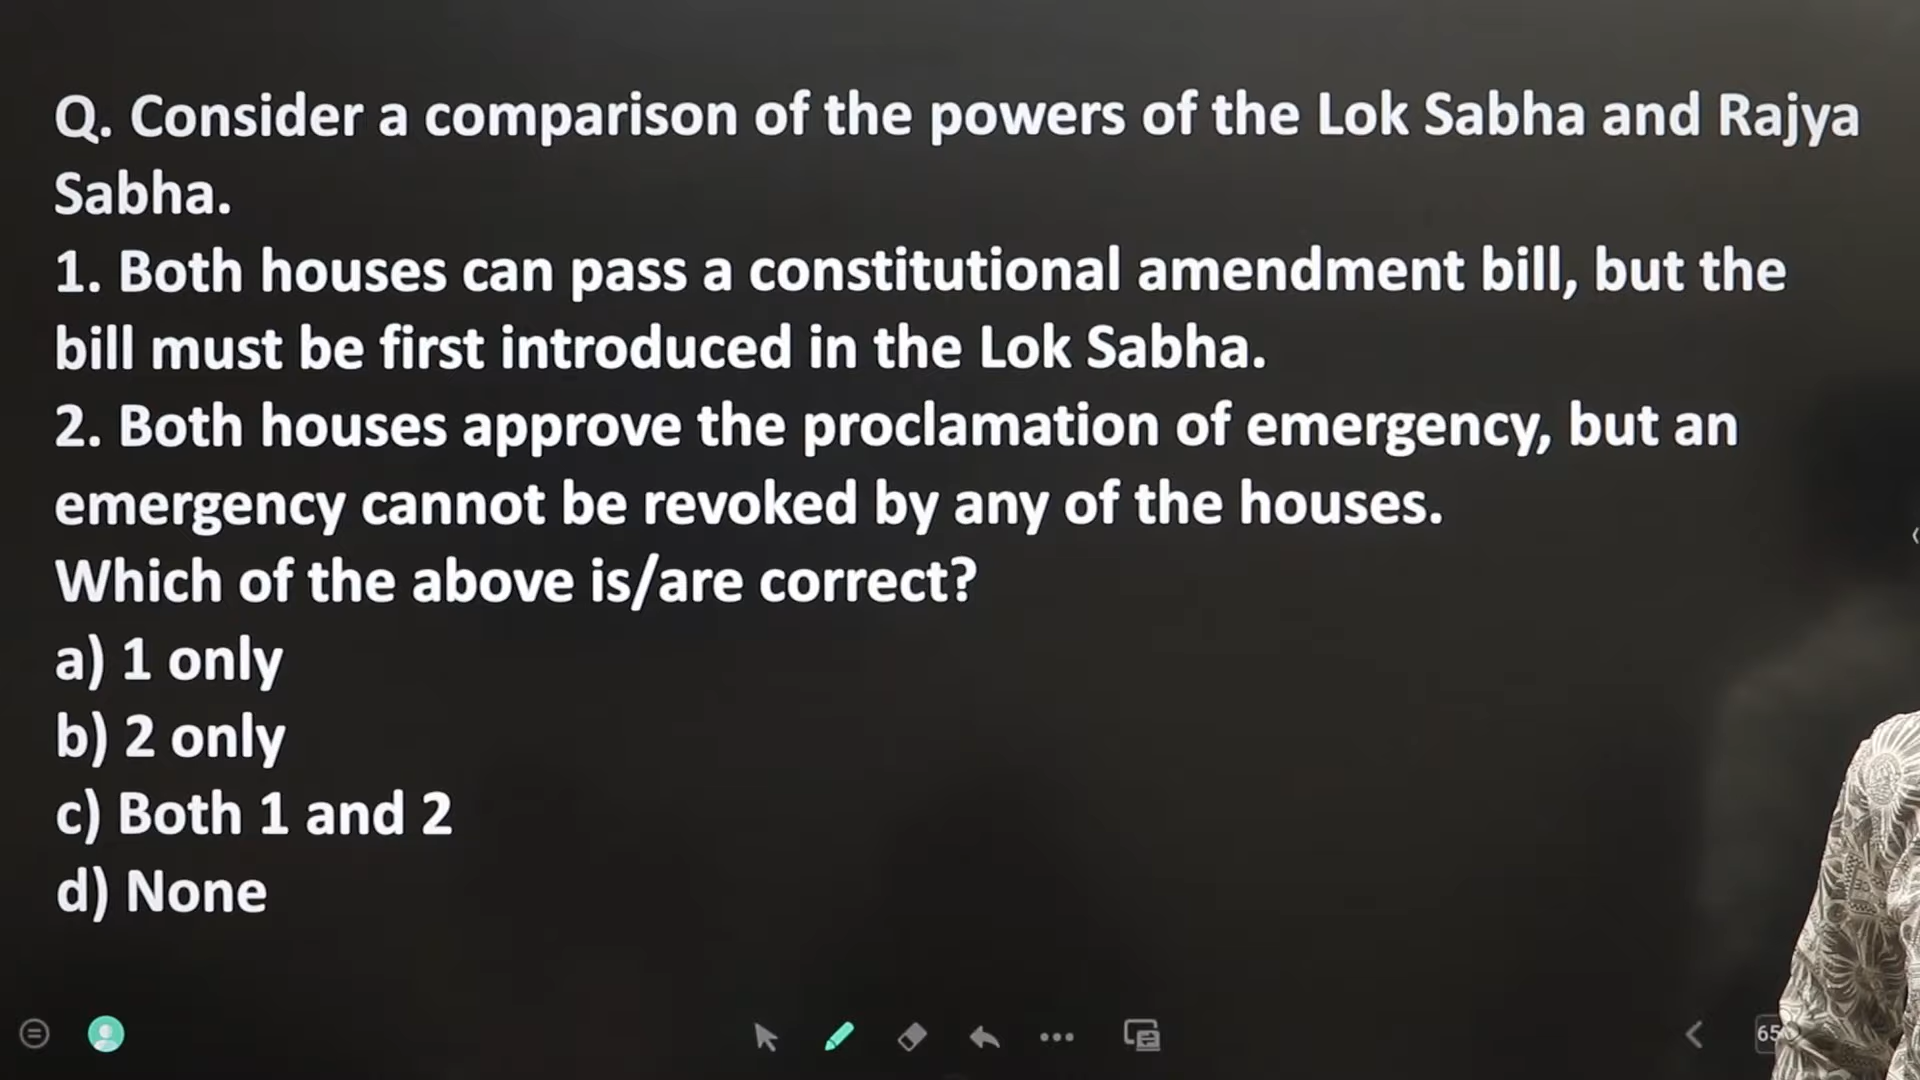 Q. Consider a comparison of the powers of the Lok Sabha and Rajya
Sabha.
1. Both houses can pass a constitutional amendment bill, but the
bill must be first introduced in the Lok Sabha.
2. Both houses approve the proclamation of emergency, but an
emergency cannot be revoked by any of the houses.
Which of the above is/are correct?
a) 1 only
b) 2 only
c) Both 1 and 2
d) None